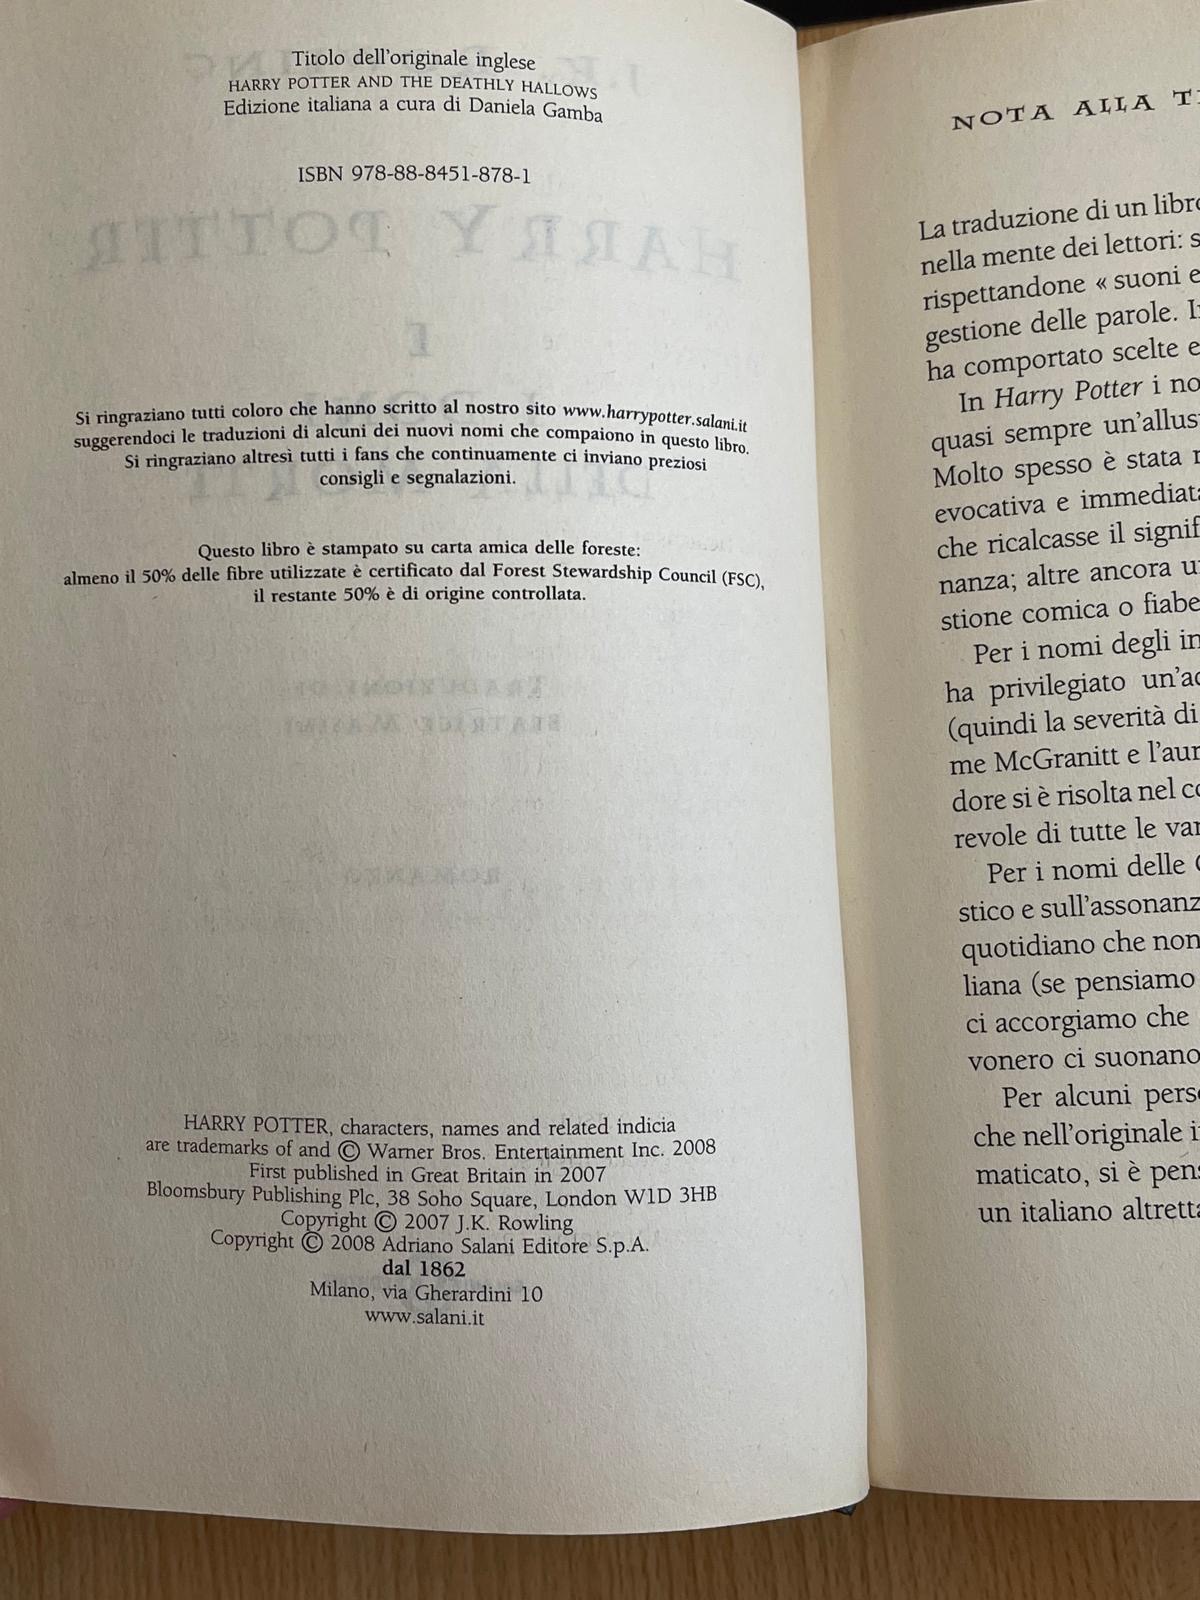 Titolo dell'originale inglese
HARRY POTTER AND THE DEATHLY HALLOWS
Edizione italiana a cura di Daniela Gamba
ISBN 978-88-8451-878-1
Si ringraziano tutti coloro che hanno scritto al nostro sito www.harrypotter.salani.it
suggerendoci le traduzioni di alcuni dei nuovi nomi che compaiono in questo libro.
Si ringraziano altresì tutti i fans che continuamente ci inviano preziosi
consigli e segnalazioni.
Questo libro è stampato su carta amica delle foreste:
almeno il 50% delle fibre utilizzate è certificato dal Forest Stewardship Council (FSC),
il restante 50% è di origine controllata.
HARRY POTTER, characters, names and related indicia
are trademarks of and © Warner Bros. Entertainment Inc. 2008
First published in Great Britain in 2007
Bloomsbury Publishing Plc, 38 Soho Square, London W1D 3HB
Copyright © 2007 J.K. Rowling
Copyright © 2008 Adriano Salani Editore S.p.A.
dal 1862
Milano, via Gherardini 10
www.salani.it
NOTA ALLA
La traduzione di un libro
nella mente dei lettori:
rispettandone « suoni e
gestione delle parole.
ha comportato scelte e
In Harry Potter i
quasi sempre un'allus
Molto spesso è stata
evocativa e immediata
che ricalcasse il signif
nanza; altre ancora
stione comica o fiabe
Per i nomi degli in
ha privilegiato un'a
(quindi la severità di
me McGranitt e l'aur
dore si è risolta nel
revole di tutte le var
Per i nomi delle
stico e sull'assonanz
quotidiano che non
liana (se pensiamo
ci accorgiamo che
vonero ci suonano
Per alcuni pers
che nell'originale
maticato, si è pens
un italiano altretta